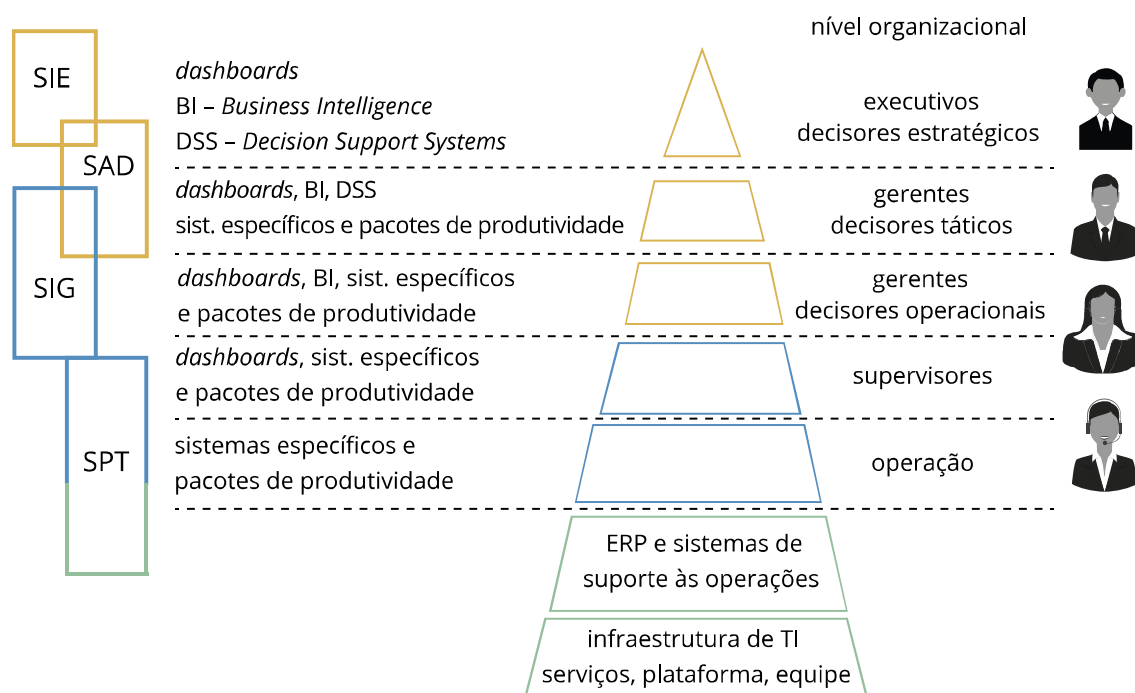 nível organizacional
SIE
SAD
SIG
SPT
dashboards
BI – Business Intelligence
DSS – Decision Support Systems
executivos
decisores estratégicos
dashboards, BI, DSS
sist. específicos e pacotes de produtividade
gerentes
decisores táticos
dashboards, BI, sist. específicos
e pacotes de produtividade
gerentes
decisores operacionais
dashboards, sist. específicos
e pacotes de produtividade
supervisores
sistemas específicos e
pacotes de produtividade
operação
ERP e sistemas de
suporte às operações
infraestrutura de TI
serviços, plataforma, equipe